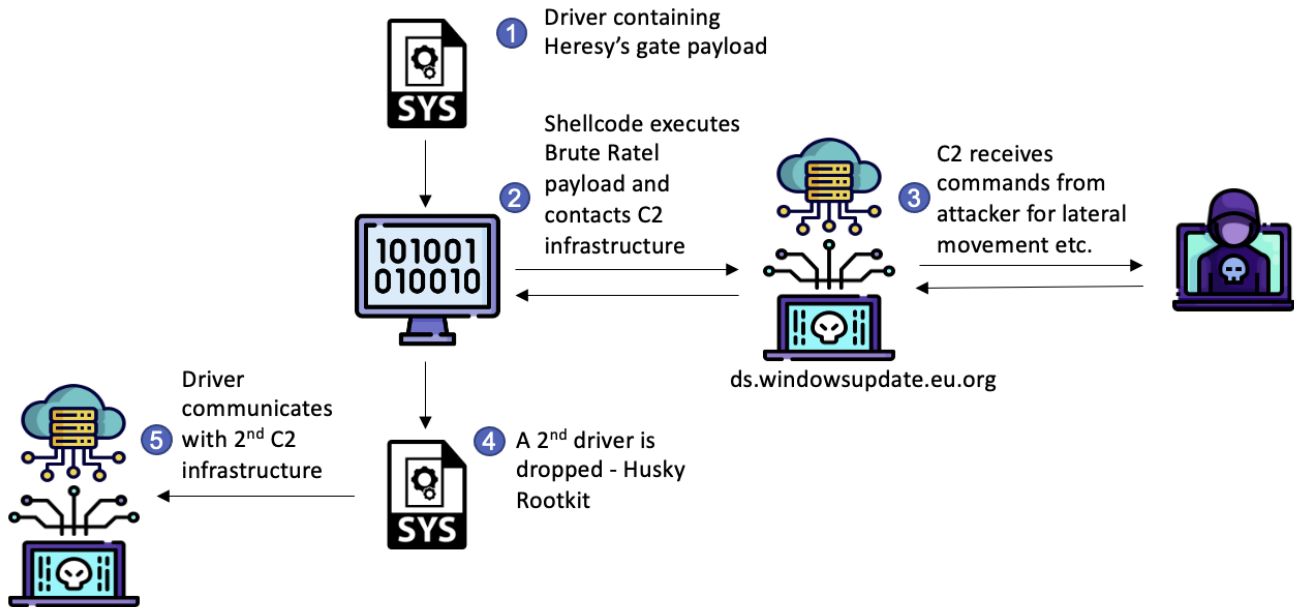 1
Driver containing
Heresy's gate payload
SYS
2
Shellcode executes
Brute Ratel
payload and
contacts C2
infrastructure
101001
010010
3
C2 receives
commands from
attacker for lateral
movement etc.
ds.windowsupdate.eu.org
4
A 2nd driver is
dropped - Husky
Rootkit
SYS
5
Driver
communicates
with 2nd C2
infrastructure